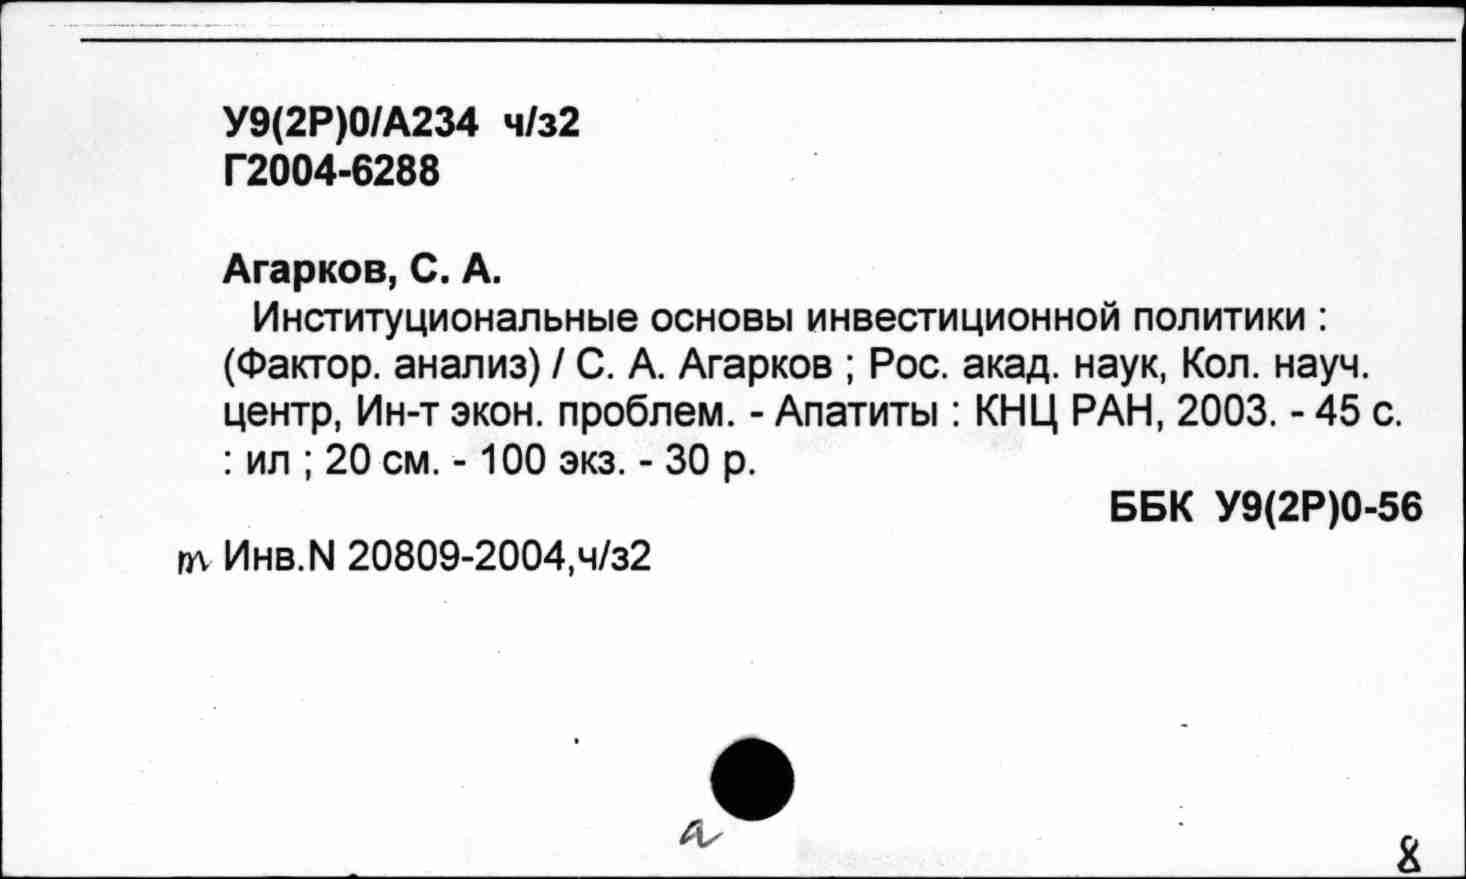 У9(2Р)0/А234 ч/з2
Г2004-6288
Агарков, С. А.
Институциональные основы инвестиционной политики :
(Фактор. анализ) / С. А. Агарков ; Рос. акад. наук, Кол. науч.
центр, Ин-т экон. проблем. - Апатиты : КНЦ РАН, 2003. - 45 с.
: ил ; 20 см. - 100 экз. - 30 р.
ББК У9(2Р)0-56
Инв.N 20809-2004,ч/з2
8